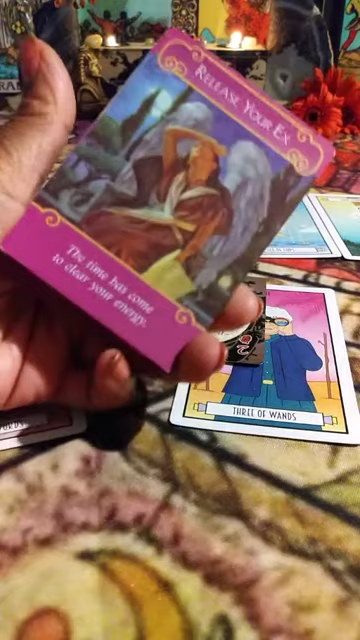 RELEASE YOUR EX
The time has come
to clear your energy.
THREE OF WANDS